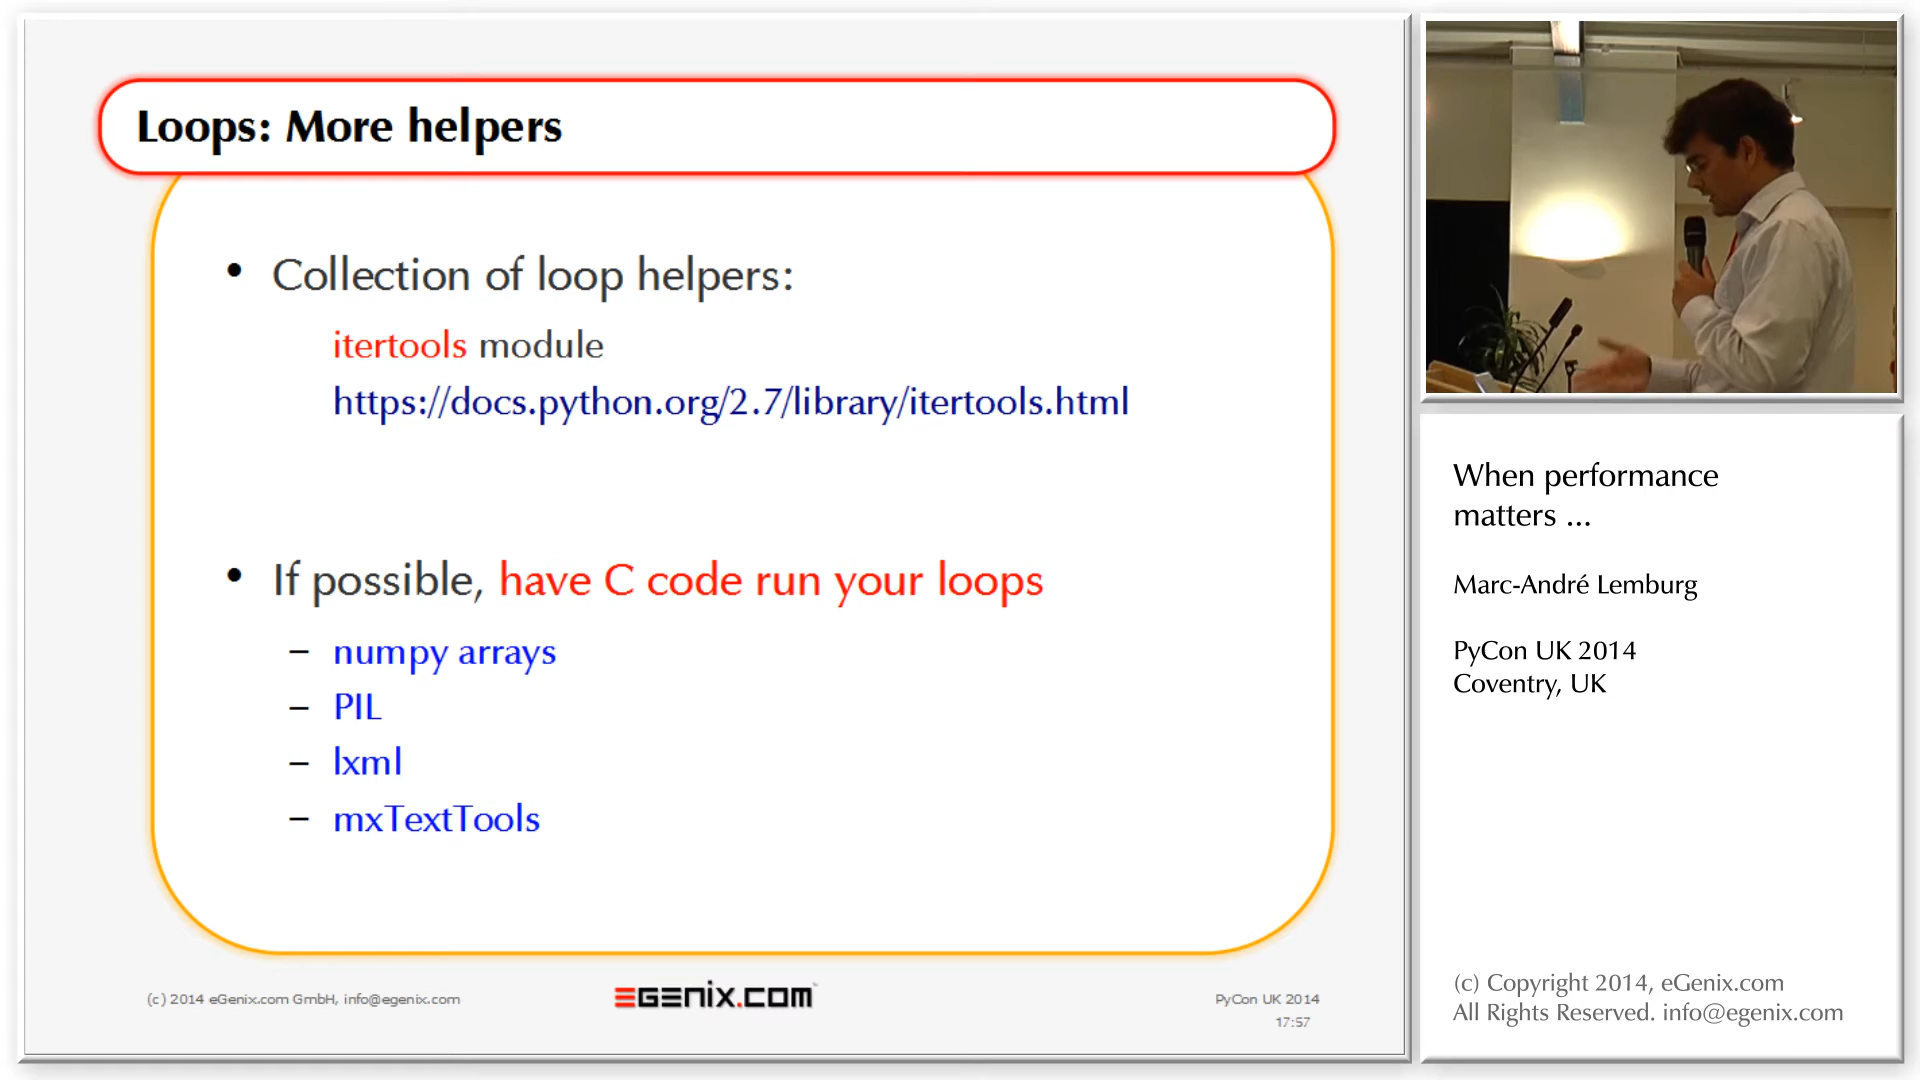 Loops: More helpers
• Collection of loop helpers:
itertools module
https://docs.python.org/2.7/library/itertools.html
• If possible, have C code run your loops
– numpy arrays
– PIL
– lxml
– mxTextTools
(c) 2014 eGenix.com GmbH, info@egenix.com
EGENIX.COM
PyCon UK 2014
17:57
When performance
matters ...
Marc-André Lemburg
PyCon UK 2014
Coventry, UK
(c) Copyright 2014, eGenix.com
All Rights Reserved. info@egenix.com